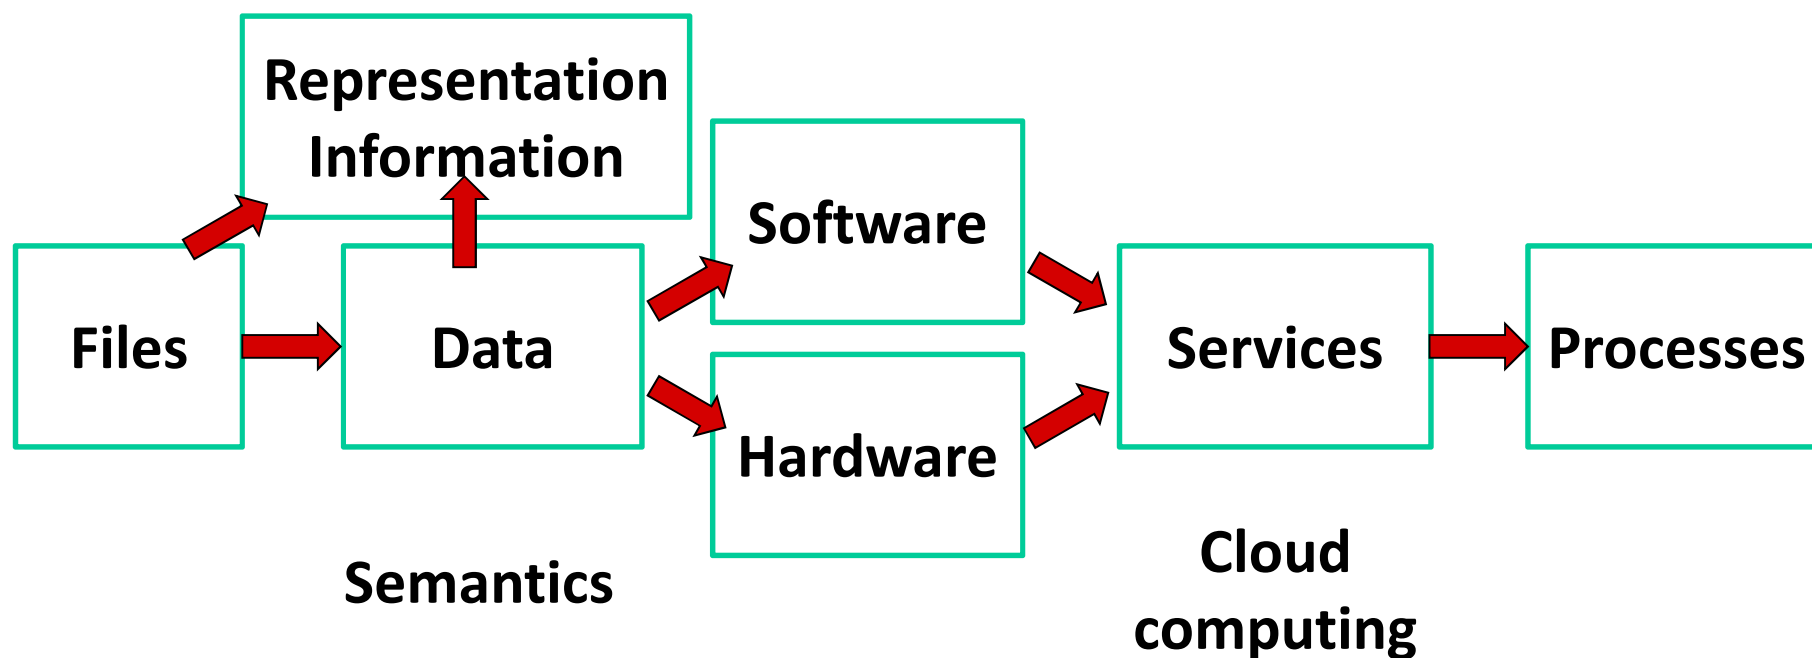 Representation
Information
Software
Files
Data
Services
Processes
Hardware
Semantics
Cloud
computing